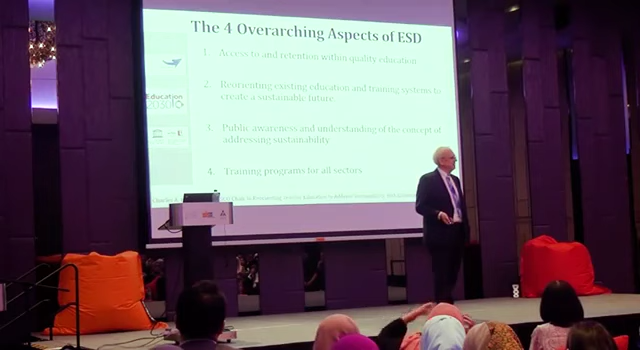 The 4 Overarching Aspects of ESD
1. Access to and retention within quality education
2. Reorienting existing education and training systems to
create a sustainable future
3. Public awareness and understanding of the concept of
addressing sustainability
4. Training programs for all sectors
Education
2030